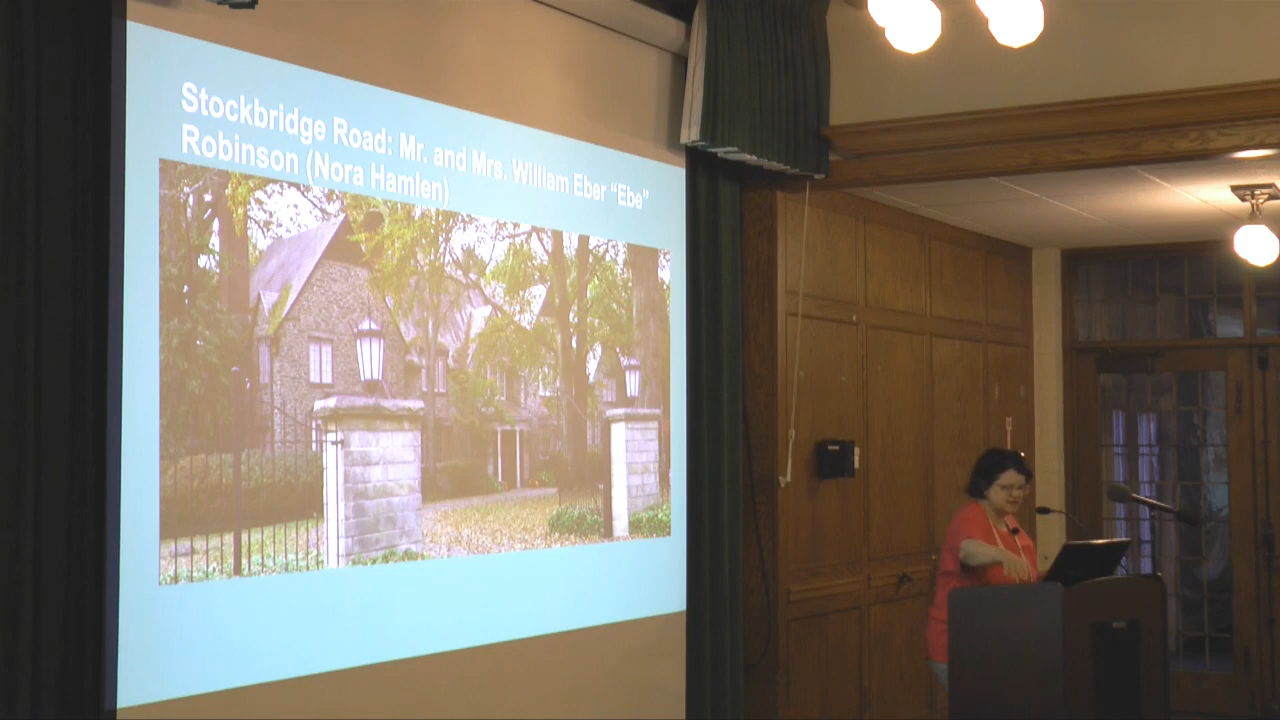 Stockbridge Road: Mr. and Mrs. William Eber “Ebe”
Robinson (Nora Hamlen)